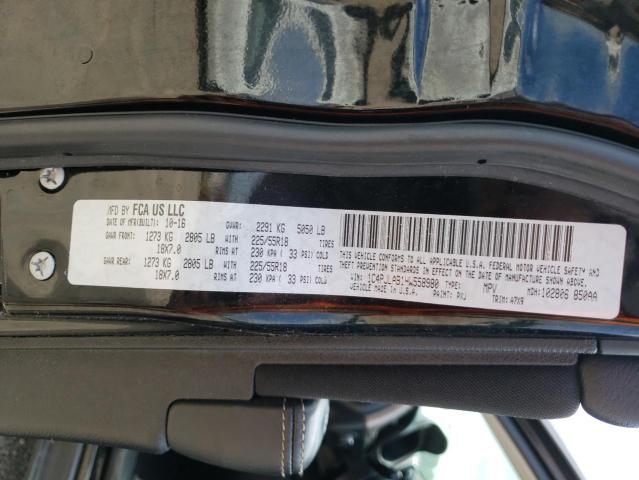 MFD BY FCA US LLC
DATE OF MFR(BUILT): 10-16 GVWR: 2291 KG 5050 LB
GAWR FRONT: 1273 KG 2805 LB WITH 225/55R18 TIRES
18X7.0 RIMS AT 230 KPA ( 33 PSI) COLD
GAWR REAR: 1273 KG 2805 LB WITH 225/55R18 TIRES
18X7.0 RIMS AT 230 KPA ( 33 PSI) COLD
THIS VEHICLE CONFORMS TO ALL APPLICABLE U.S.A. FEDERAL MOTOR VEHICLE SAFETY AND
THEFT PREVENTION STANDARDS IN EFFECT ON THE DATE OF MANUFACTURE SHOWN ABOVE.
VIN: TYPE: MPV MDH: 102806 850AA
VEHICLE MADE IN U.S.A. PAINT: PXJ TRIM: A7X9